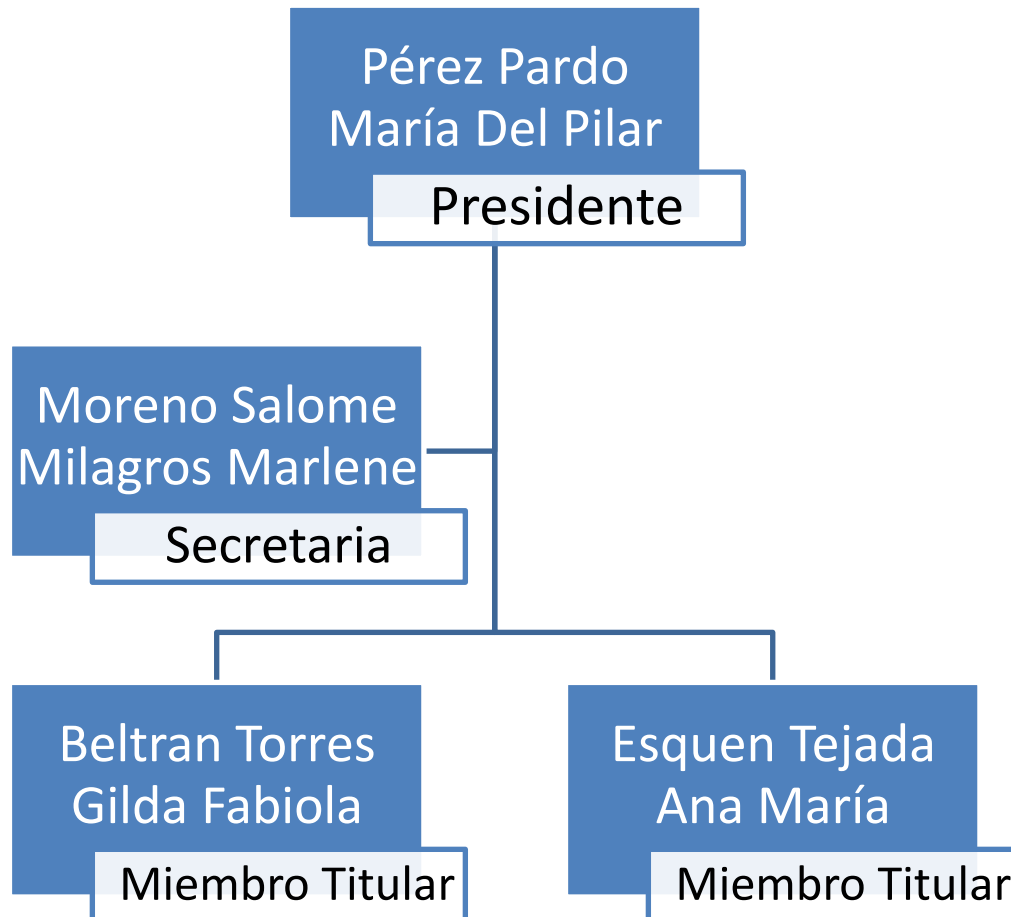 Pérez Pardo
María Del Pilar
Presidente
Moreno Salome
Milagros Marlene
Secretaria
Beltran Torres
Gilda Fabiola
Miembro Titular
Esquen Tejada
Ana María
Miembro Titular